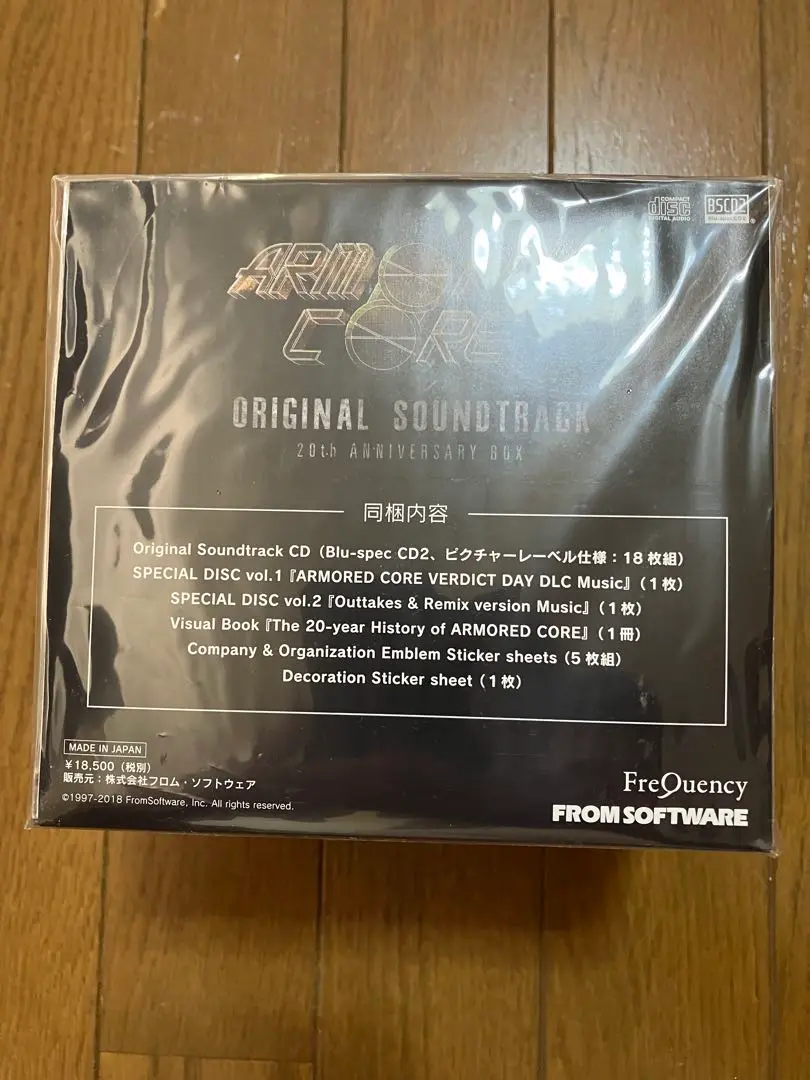 COMPACT
disc
DIGITAL AUDIO
BSCD2
Blu-spec CD2
ARMORED
CORE
ORIGINAL SOUNDTRACK
20th ANNIVERSARY BOX
同梱内容
Original Soundtrack CD（Blu-spec CD2、ピクチャーレーベル仕様：18枚組）
SPECIAL DISC vol.1『ARMORED CORE VERDICT DAY DLC Music』（1枚）
SPECIAL DISC vol.2『Outtakes & Remix version Music』（1枚）
Visual Book『The 20-year History of ARMORED CORE』（1冊）
Company & Organization Emblem Sticker sheets（5枚組）
Decoration Sticker sheet（1枚）
MADE IN JAPAN
¥18,500（税別）
販売元：株式会社フロム・ソフトウェア
©1997-2018 FromSoftware, Inc. All rights reserved.
FreQuency
FROMSOFTWARE